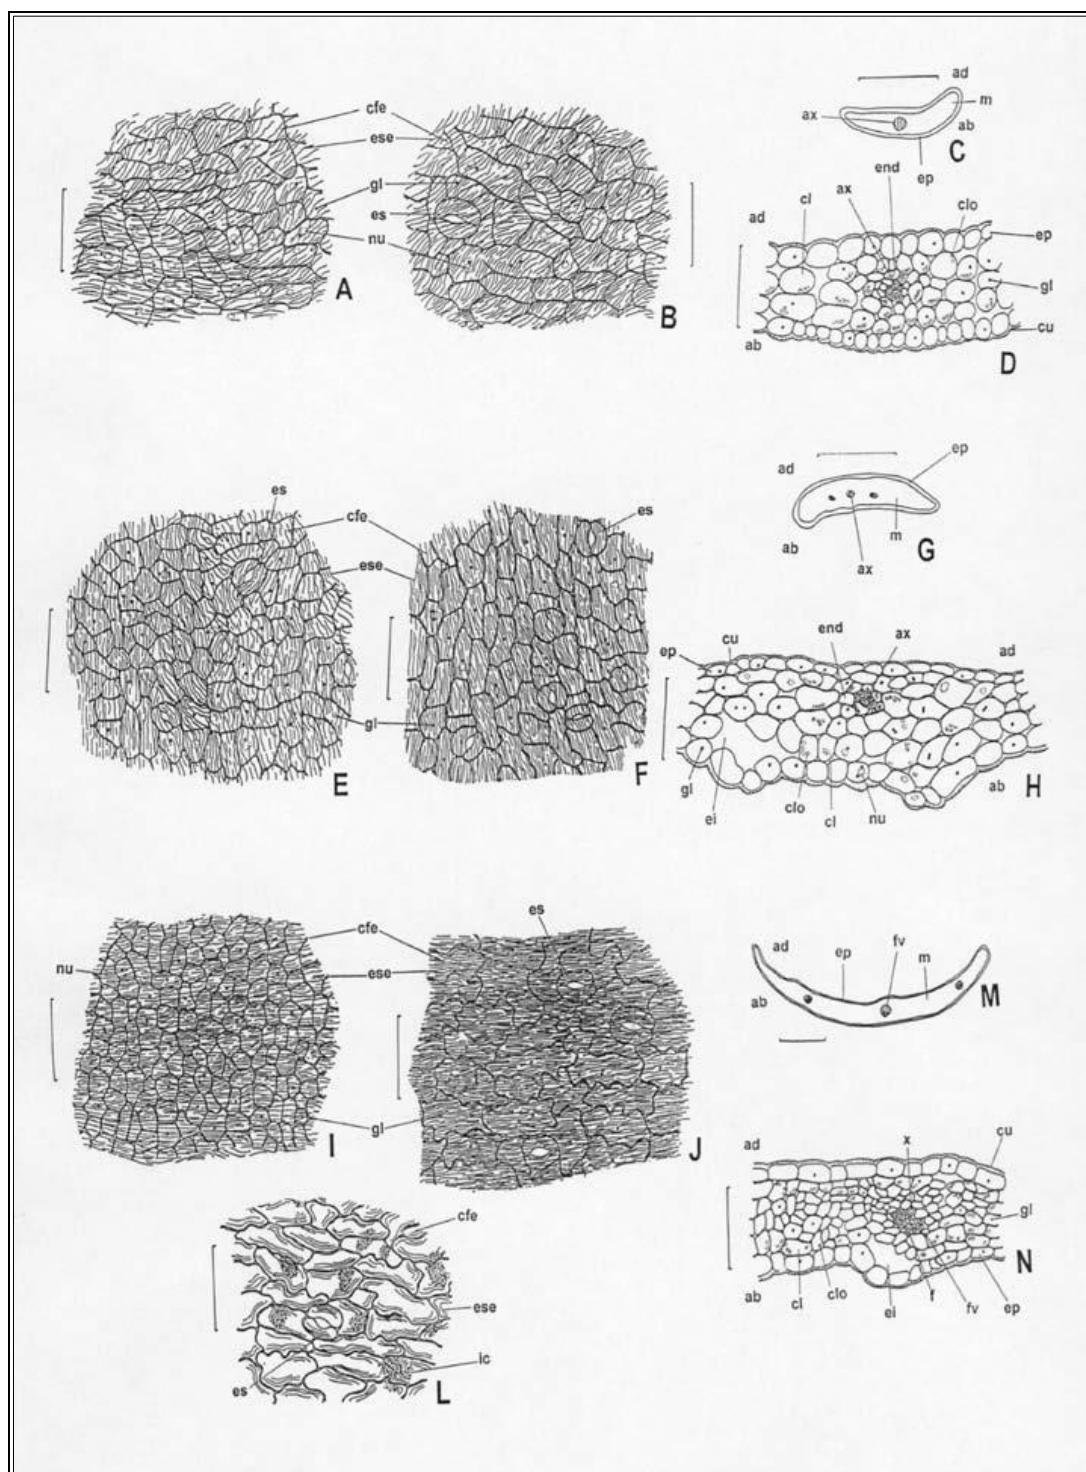 cfe
ese
gl
es
nu
A
B
ad
m
ax
ab
C
ep
end
ax
clo
cl
ad
ep
gl
cu
ab
D
es
cfe
ese
gl
E
es
F
ad
ep
ab
m
G
ax
end
ax
cu
ep
ad
gl
ei
clo
cl
nu
ab
H
nu
cfe
ese
gl
I
es
J
ad
ep
fv
m
ab
M
x
cu
ad
gl
N
ab
cl
clo
ei
f
fv
ep
cfe
ese
ic
es
L